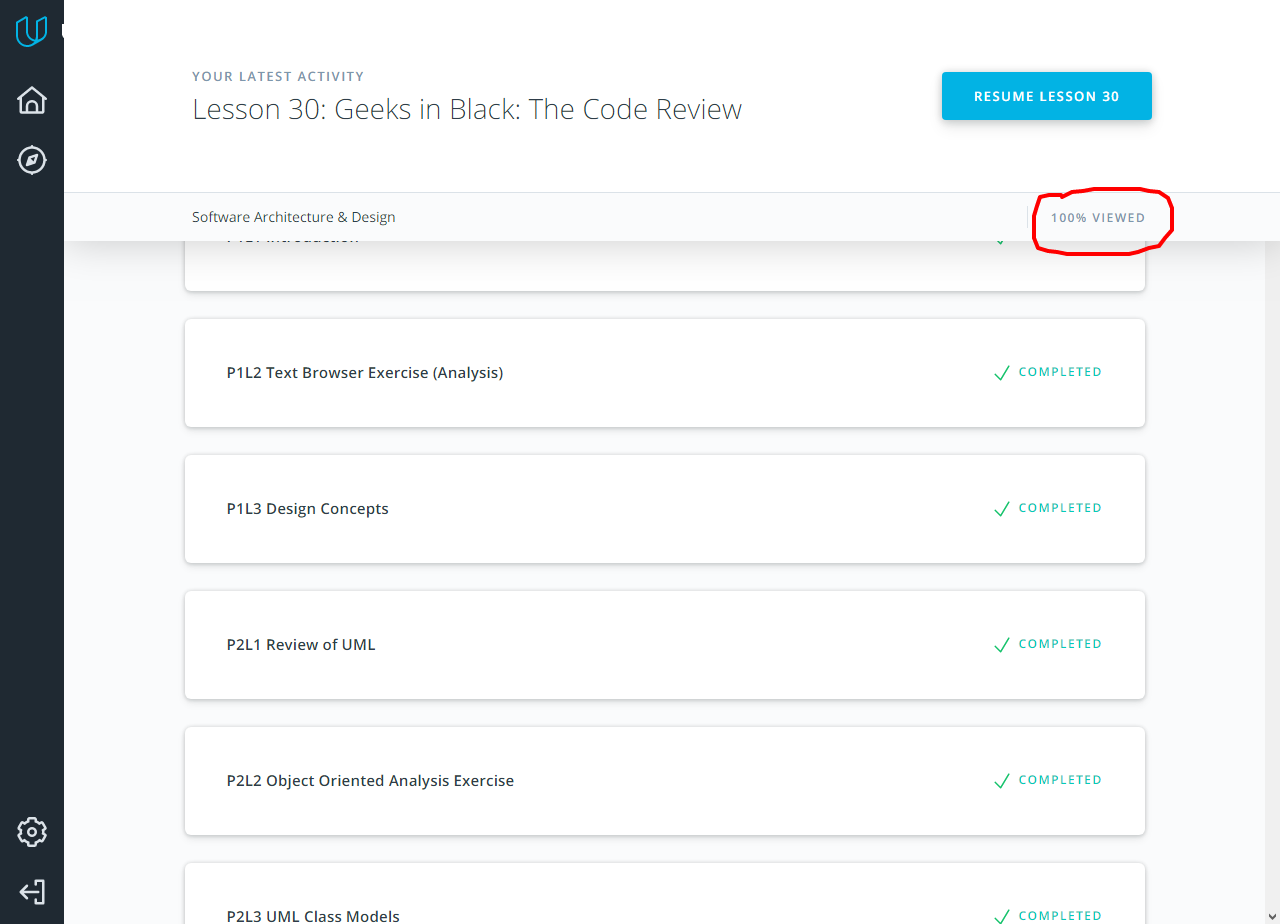 YOUR LATEST ACTIVITY
Lesson 30: Geeks in Black: The Code Review
RESUME LESSON 30
Software Architecture & Design
100% VIEWED
P1L1 Introduction
P1L2 Text Browser Exercise (Analysis)
COMPLETED
P1L3 Design Concepts
COMPLETED
P2L1 Review of UML
COMPLETED
P2L2 Object Oriented Analysis Exercise
COMPLETED
P2L3 UML Class Models
COMPLETED